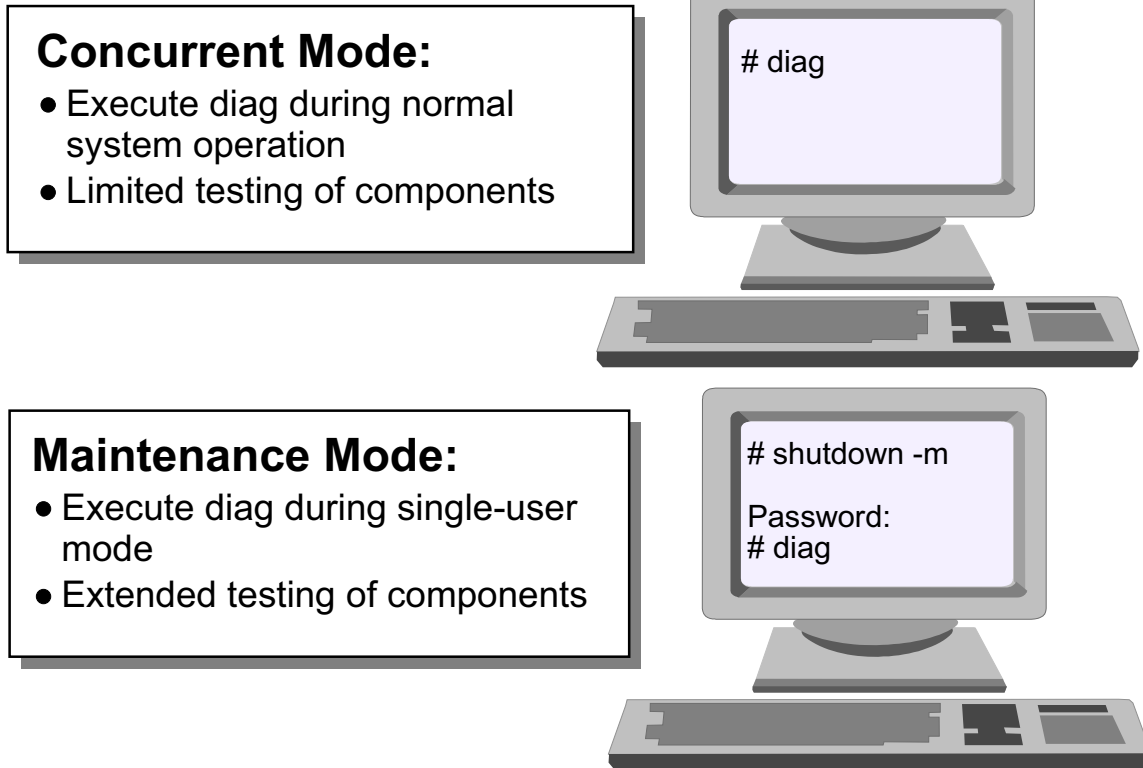 Concurrent Mode:
● Execute diag during normal
system operation
● Limited testing of components
# diag
Maintenance Mode:
● Execute diag during single-user
mode
● Extended testing of components
# shutdown -m
Password:
# diag